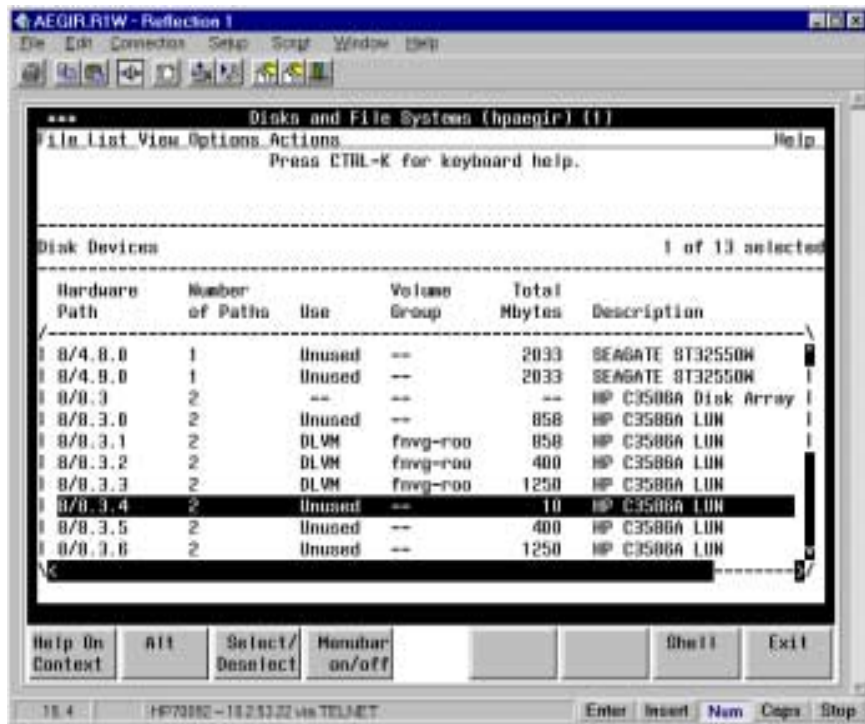 AEGIR.R1W - Reflection 1
File Edit Connection Setup Script Window Help
Disks and File Systems (hpaegir) (1)
File List View Options Actions Help
Press CTRL-K for keyboard help.
Disk Devices 1 of 13 selected
Hardware Number Volume Total
Path of Paths Use Group Mbytes Description
8/4.8.0 1 Unused -- 2033 SEAGATE ST32550W
8/4.9.0 1 Unused -- 2033 SEAGATE ST32550W
8/8.3 2 -- -- -- HP C3586A Disk Array
8/8.3.0 2 Unused -- 858 HP C3586A LUN
8/8.3.1 2 DLVM fnvg-roo 858 HP C3586A LUN
8/8.3.2 2 DLVM fnvg-roo 400 HP C3586A LUN
8/8.3.3 2 DLVM fnvg-roo 1250 HP C3586A LUN
8/8.3.4 2 Unused -- 10 HP C3586A LUN
8/8.3.5 2 Unused -- 400 HP C3586A LUN
8/8.3.6 2 Unused -- 1250 HP C3586A LUN
Help On Alt Select/ Menubar Shell Exit
Context Deselect on/off
via TELNET Enter Insert Num Caps Stop